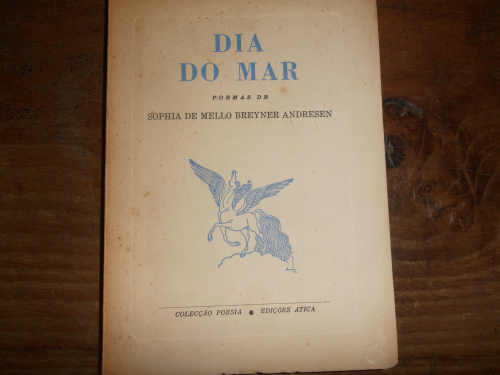 DIA
DO MAR
POEMAS DE
SOPHIA DE MELLO BREYNER ANDRESEN
COLECÇÃO POESIA ● EDIÇÕES ATICA